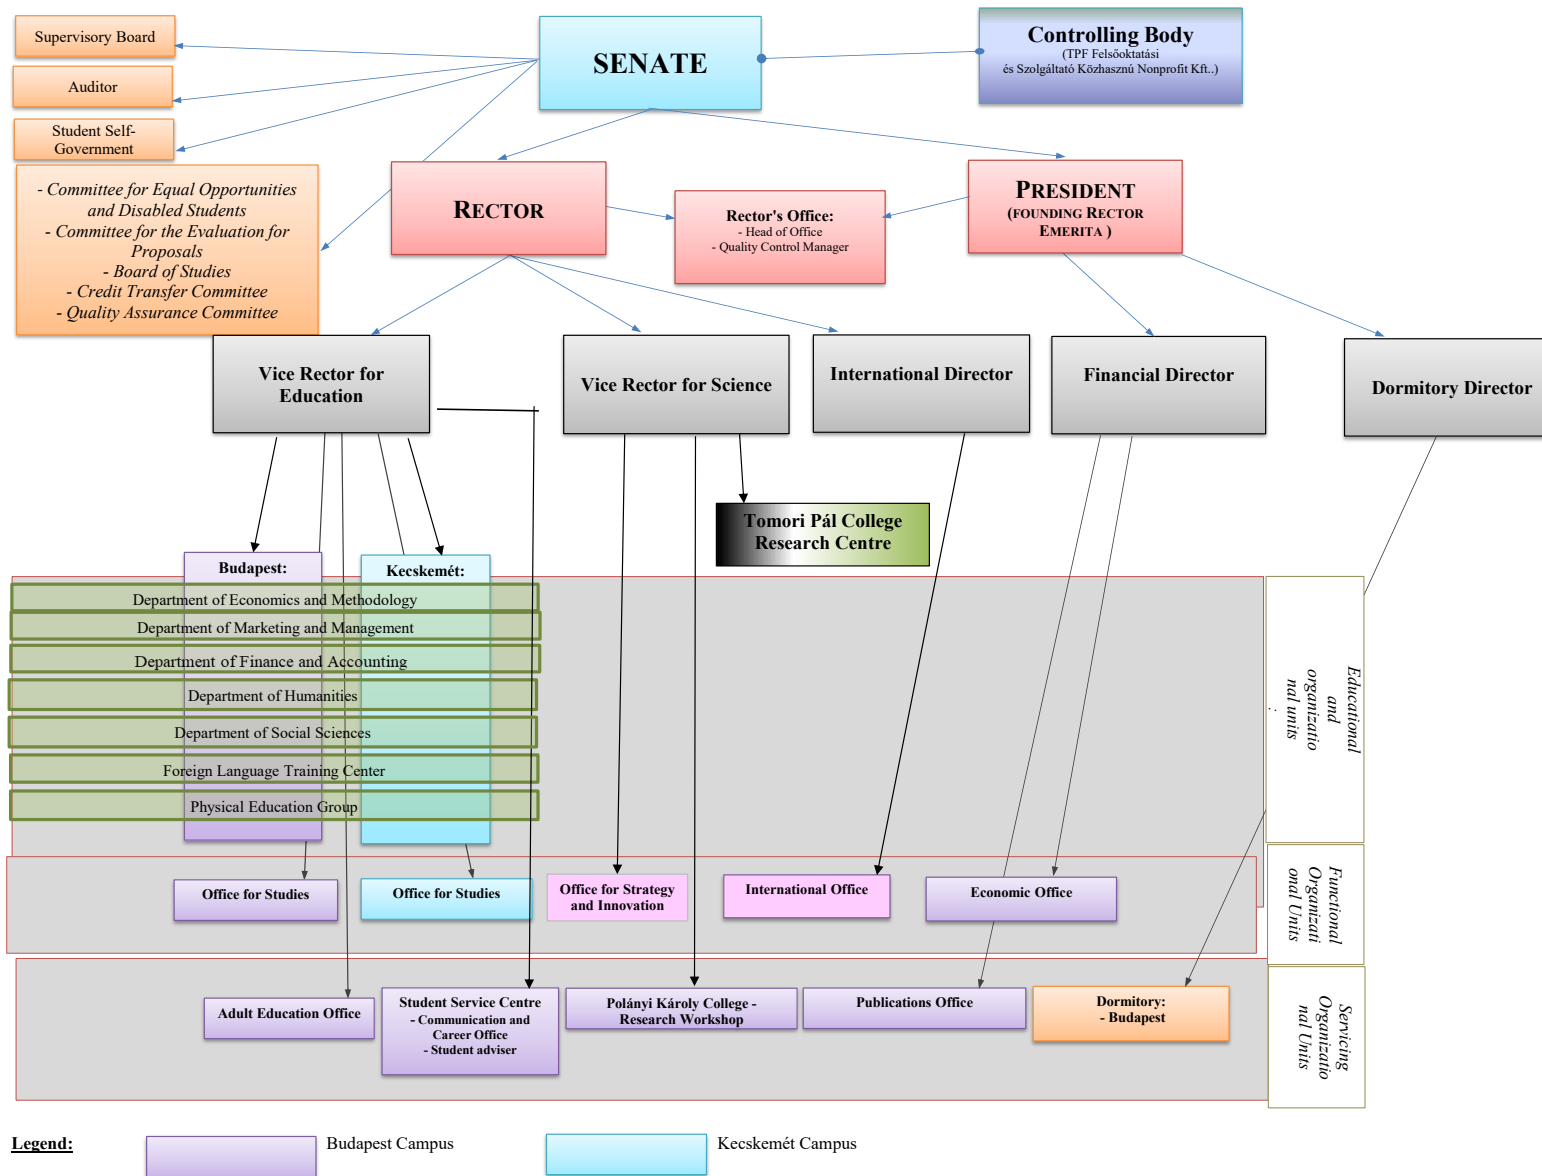 Supervisory Board
Auditor
Student Self-
Government
- Committee for Equal Opportunities
and Disabled Students
- Committee for the Evaluation for
Proposals
- Board of Studies
- Credit Transfer Committee
- Quality Assurance Committee
SENATE
Controlling Body
(TPF Felsőoktatási
és Szolgáltató Közhasznú Nonprofit Kft..)
RECTOR
Rector's Office:
- Head of Office
- Quality Control Manager
PRESIDENT
(FOUNDING RECTOR
EMERITA )
Vice Rector for
Education
Vice Rector for Science
International Director
Financial Director
Dormitory Director
Tomori Pál College
Research Centre
Budapest:
Kecskemét:
Department of Economics and Methodology
Department of Marketing and Management
Department of Finance and Accounting
Department of Humanities
Department of Social Sciences
Foreign Language Training Center
Physical Education Group
Educational
and
organizatio
nal units
:
Office for Studies
Office for Studies
Office for Strategy
and Innovation
International Office
Economic Office
Functional
Organizati
onal Units
Adult Education Office
Student Service Centre
- Communication and
Career Office
- Student adviser
Polányi Károly College -
Research Workshop
Publications Office
Dormitory:
- Budapest
Servicing
Organizatio
nal Units
Legend:
Budapest Campus
Kecskemét Campus